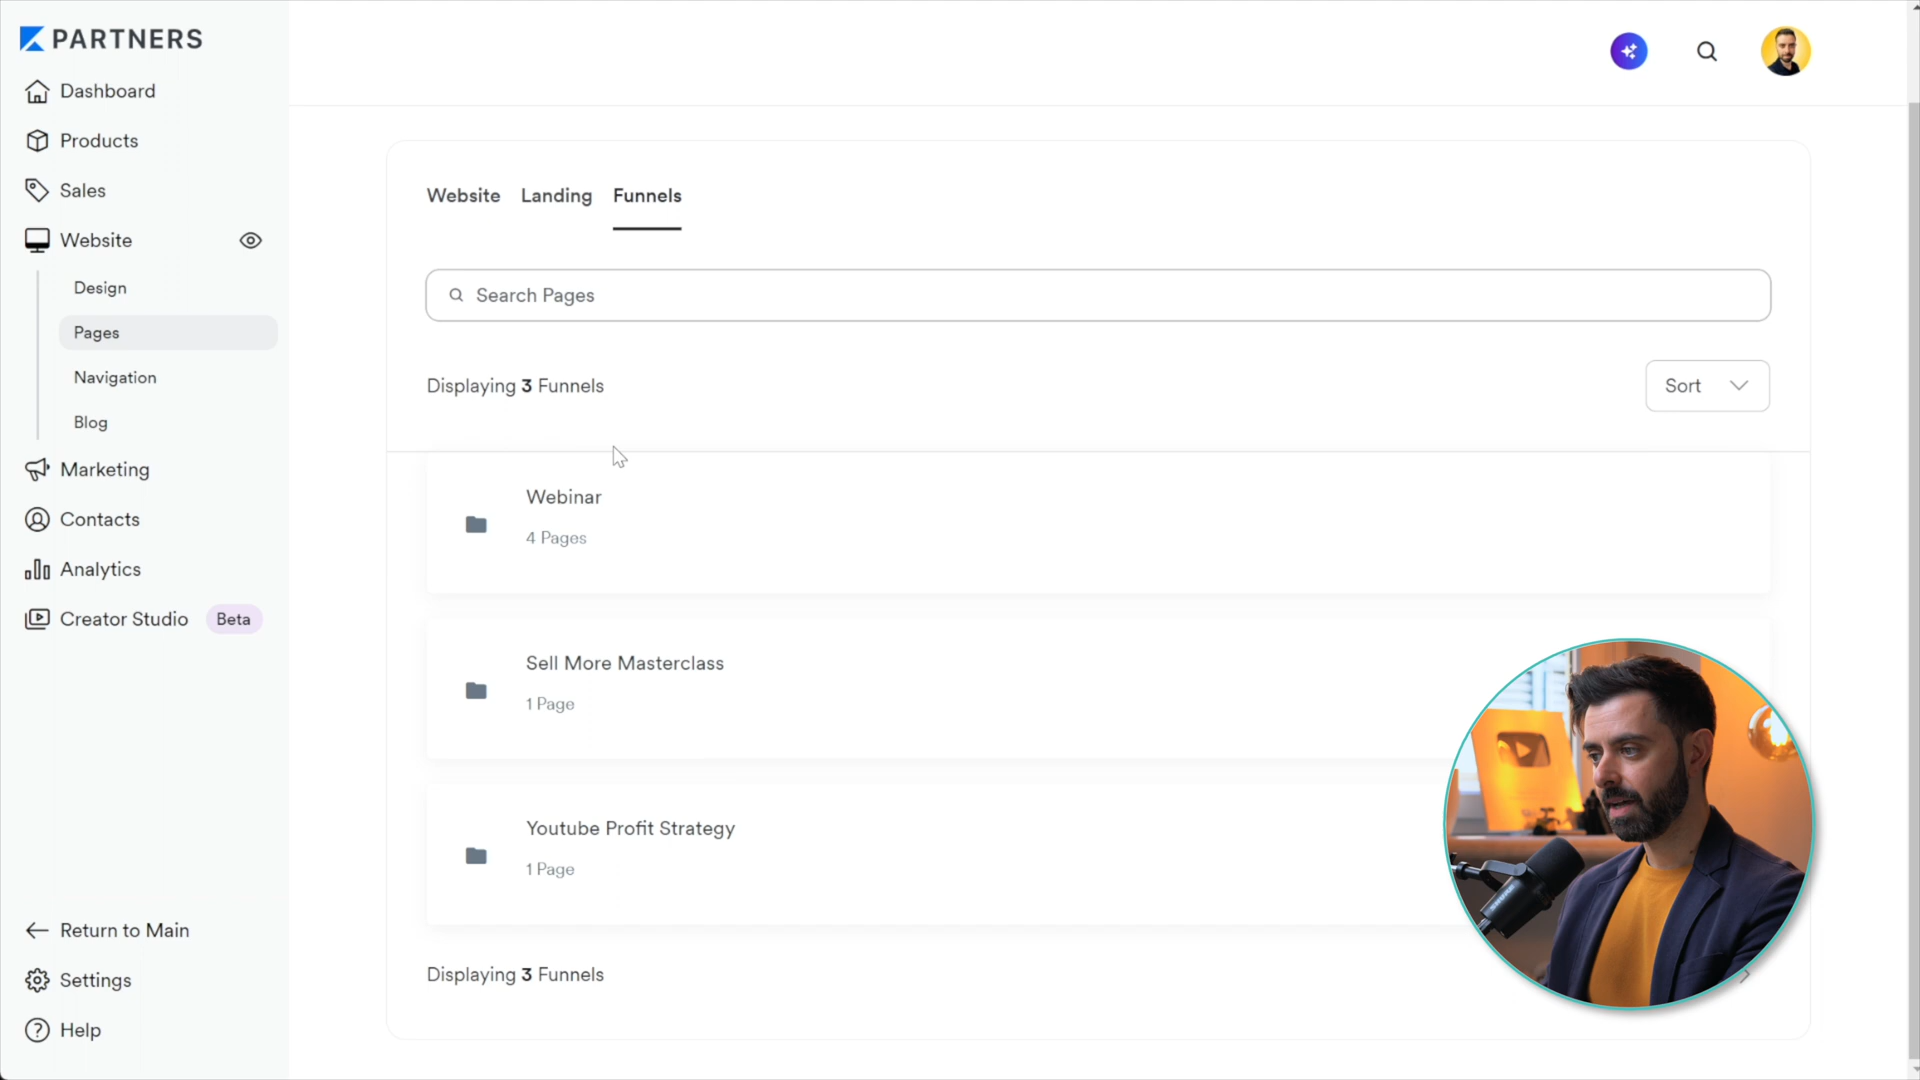 PARTNERS
Dashboard
Products
Sales
Website
Design
Pages
Navigation
Blog
Marketing
Contacts
Analytics
Creator Studio Beta
Return to Main
Settings
Help
Website Landing Funnels
Search Pages
Displaying 3 Funnels
Sort
Webinar
4 Pages
Sell More Masterclass
1 Page
Youtube Profit Strategy
1 Page
Displaying 3 Funnels